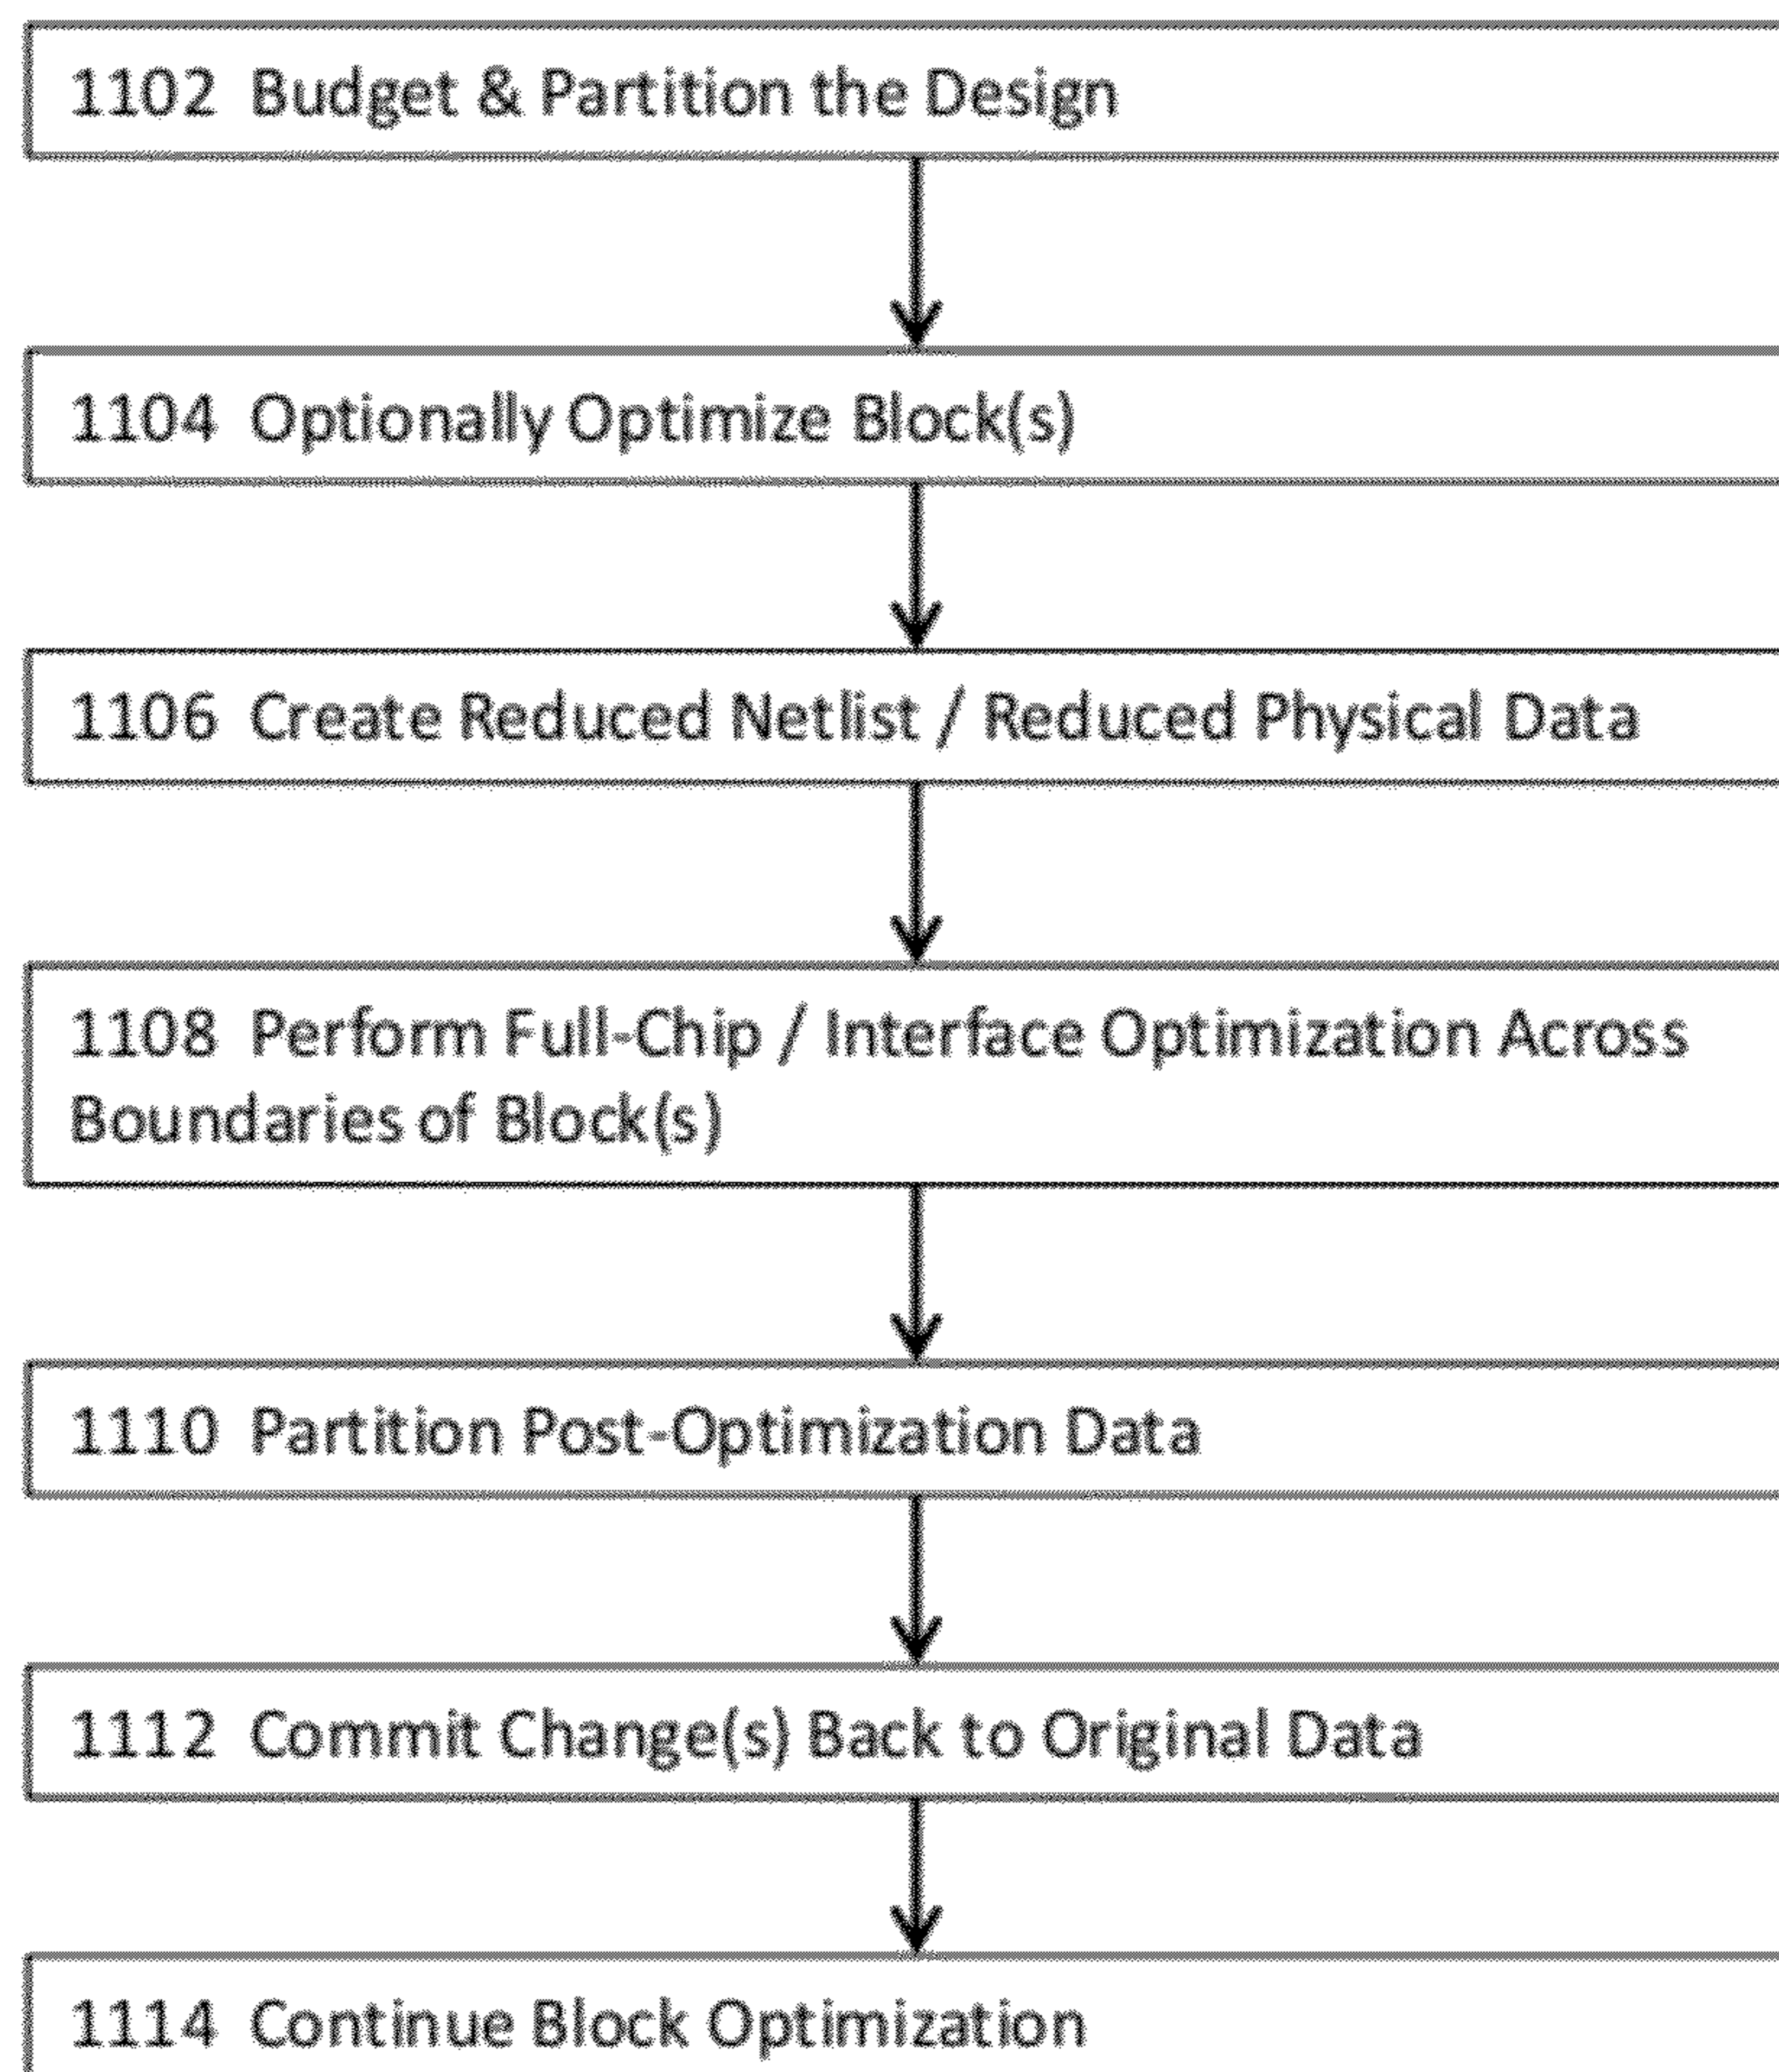 1102 Budget & Partition the Design
1104 Optionally Optimize Block(s)
1106 Create Reduced Netlist / Reduced Physical Data
1108 Perform Full-Chip / Interface Optimization Across
Boundaries of Block(s)
1110 Partition Post-Optimization Data
1112 Commit Change(s) Back to Original Data
1114 Continue Block Optimization